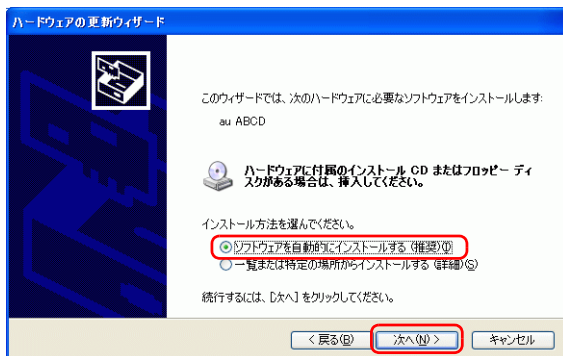 ハードウェアの更新ウィザード
このウィザードでは、次のハードウェアに必要なソフトウェアをインストールします:
au ABCD
ハードウェアに付属のインストール CD またはフロッピー ディ
スクがある場合は、挿入してください。
インストール方法を選んでください。
ソフトウェアを自動的にインストールする (推奨)(I)
一覧または特定の場所からインストールする (詳細)(S)
続行するには、[次へ] をクリックしてください。
< 戻る(B)
次へ(N) >
キャンセル